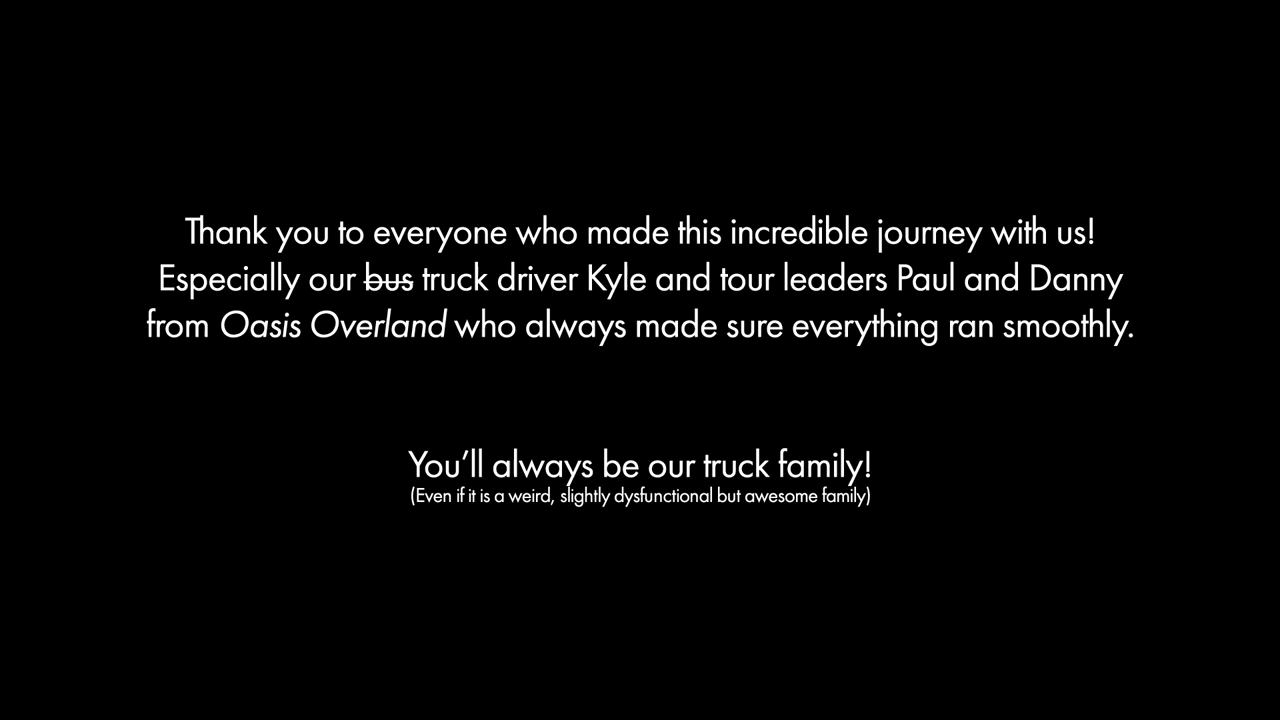 Thank you to everyone who made this incredible journey with us!
Especially our bus truck driver Kyle and tour leaders Paul and Danny
from Oasis Overland who always made sure everything ran smoothly.
You’ll always be our truck family!
(Even if it is a weird, slightly dysfunctional but awesome family)